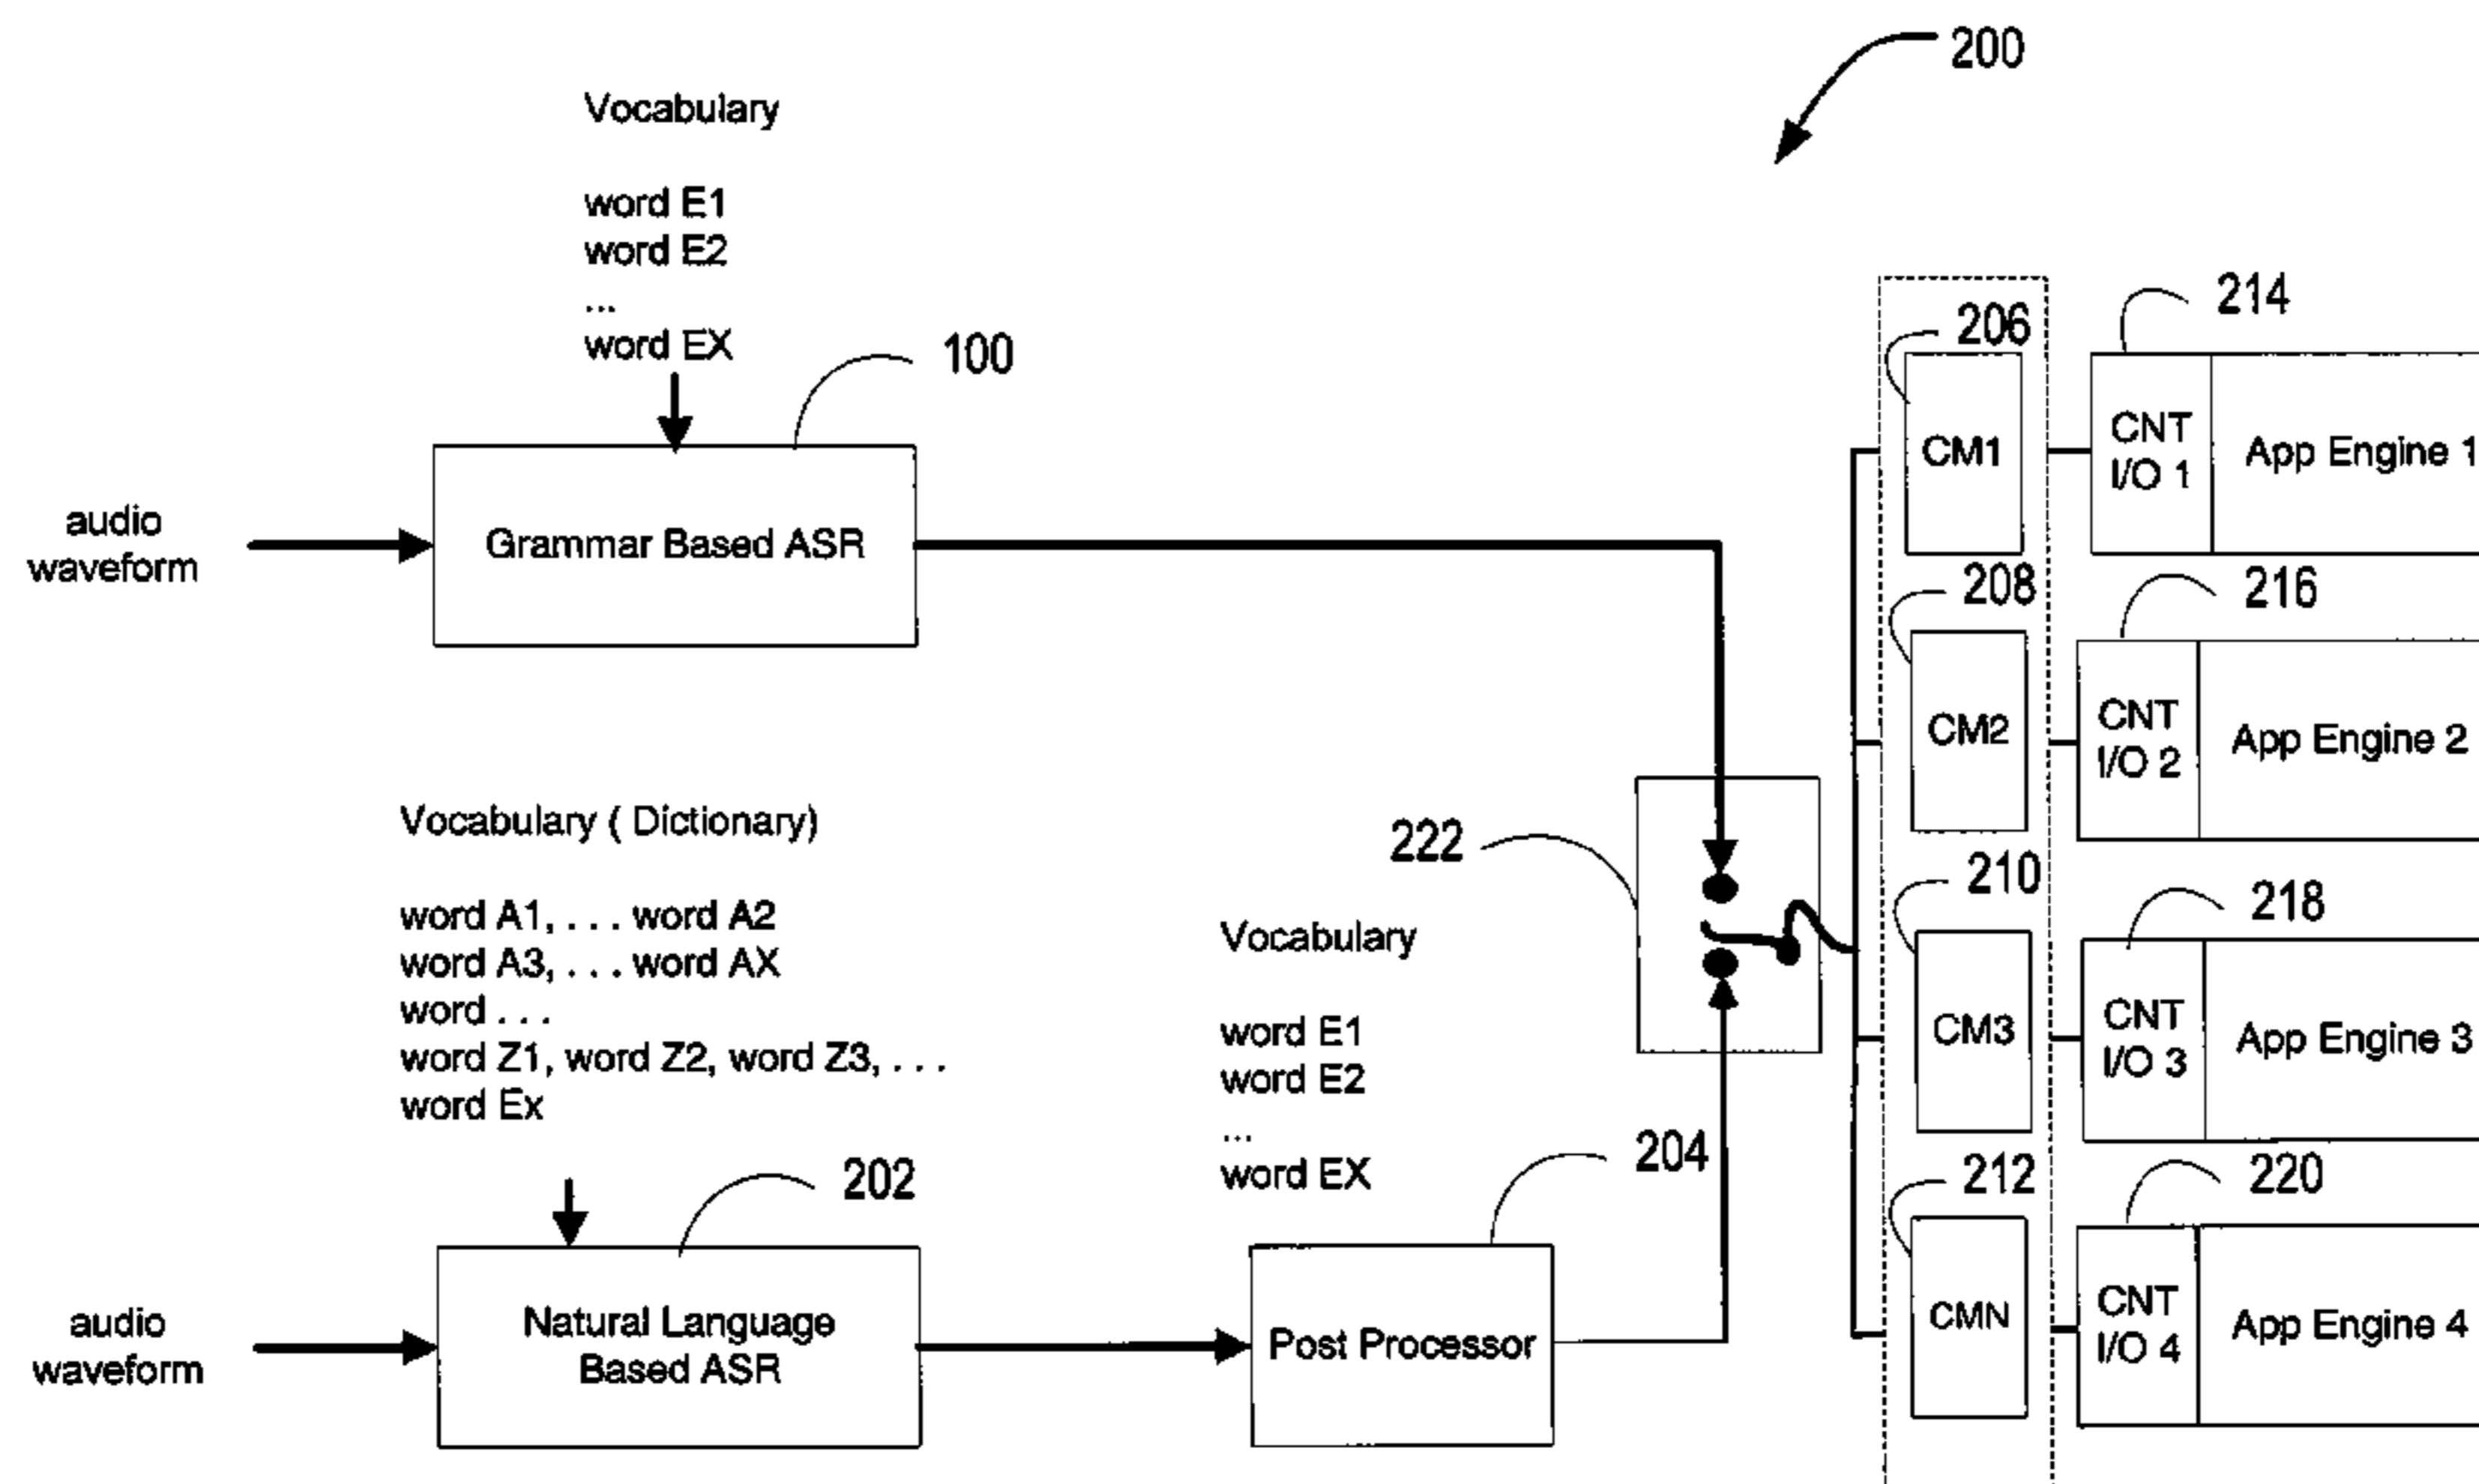 200
Vocabulary
word E1
word E2
...
word EX
100
audio
waveform
Grammar Based ASR
206
CM1
214
CNT
I/O 1
App Engine 1
208
CM2
216
CNT
I/O 2
App Engine 2
Vocabulary ( Dictionary)
word A1, . . . word A2
word A3, . . . word AX
word . . .
word Z1, word Z2, word Z3, . . .
word Ex
222
Vocabulary
word E1
word E2
...
word EX
210
CM3
218
CNT
I/O 3
App Engine 3
202
204
212
CMN
220
CNT
I/O 4
App Engine 4
audio
waveform
Natural Language
Based ASR
Post Processor